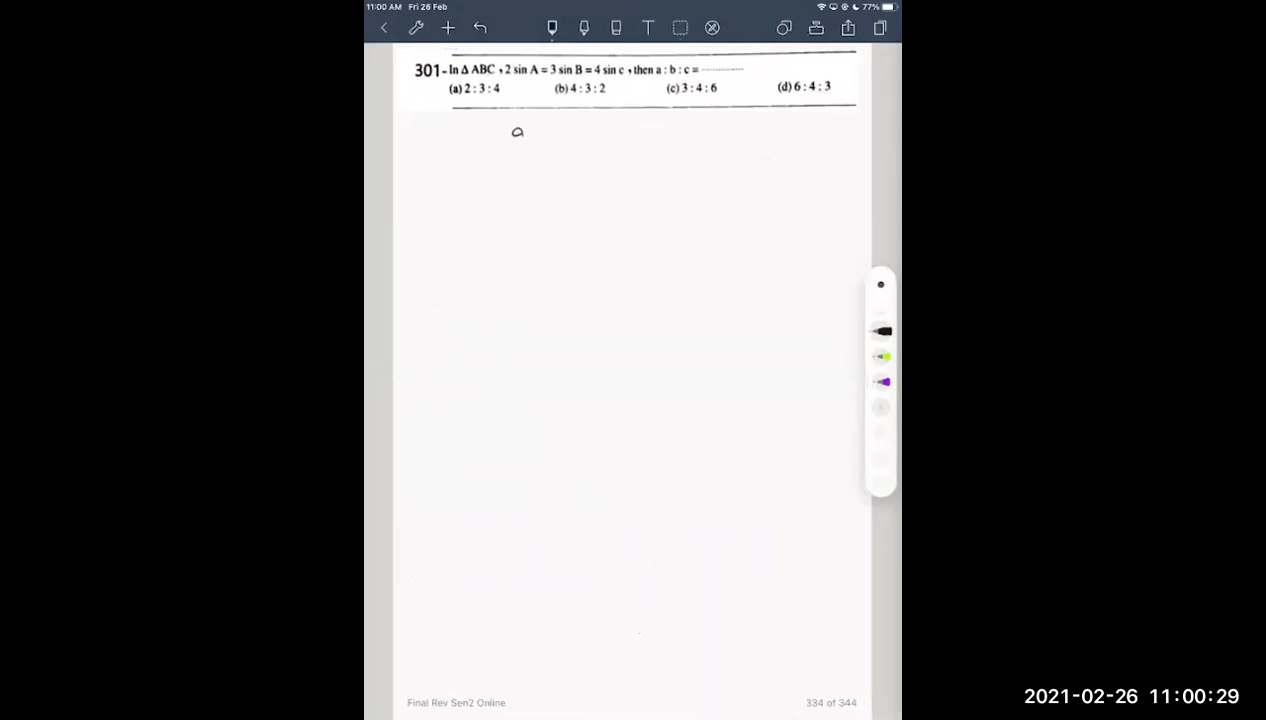 11:00 AM Fri 26 Feb
77%
301- In Δ ABC , 2 sin A = 3 sin B = 4 sin c , then a : b : c = ------------
(a) 2 : 3 : 4 (b) 4 : 3 : 2 (c) 3 : 4 : 6 (d) 6 : 4 : 3
a
Final Rev Sen2 Online
334 of 344
2021-02-26 11:00:29